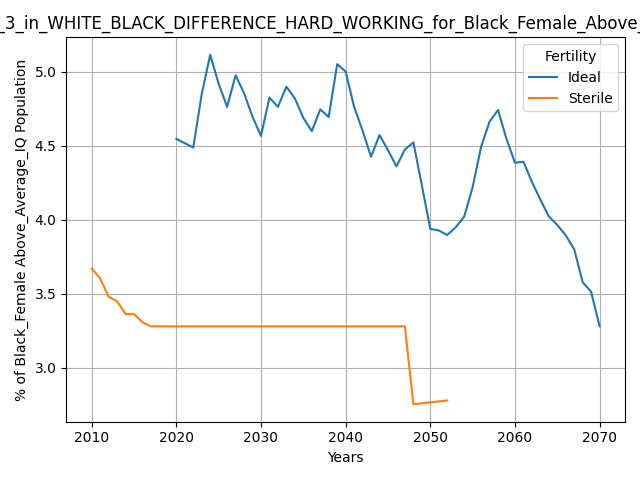 _3_in_WHITE_BLACK_DIFFERENCE_HARD_WORKING_for_Black_Female_Above_
Fertility
Ideal
Sterile
% of Black_Female Above_Average_IQ Population
5.0
4.5
4.0
3.5
3.0
2010
2020
2030
2040
2050
2060
2070
Years